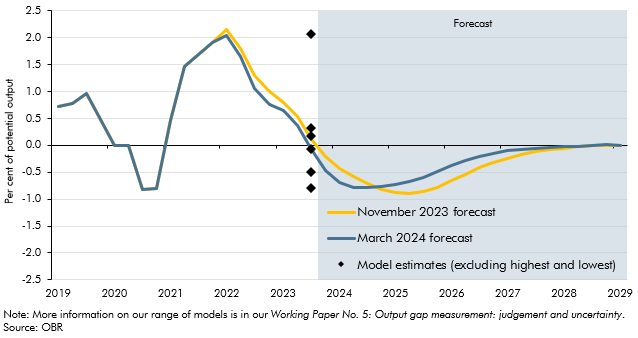 2.5
Forecast
2.0
1.5
1.0
0.5
0.0
-0.5
-1.0
-1.5
-2.0
-2.5
Per cent of potential output
November 2023 forecast
March 2024 forecast
Model estimates (excluding highest and lowest)
2019 2020 2021 2022 2023 2024 2025 2026 2027 2028 2029
Note: More information on our range of models is in our Working Paper No. 5: Output gap measurement: judgement and uncertainty.
Source: OBR